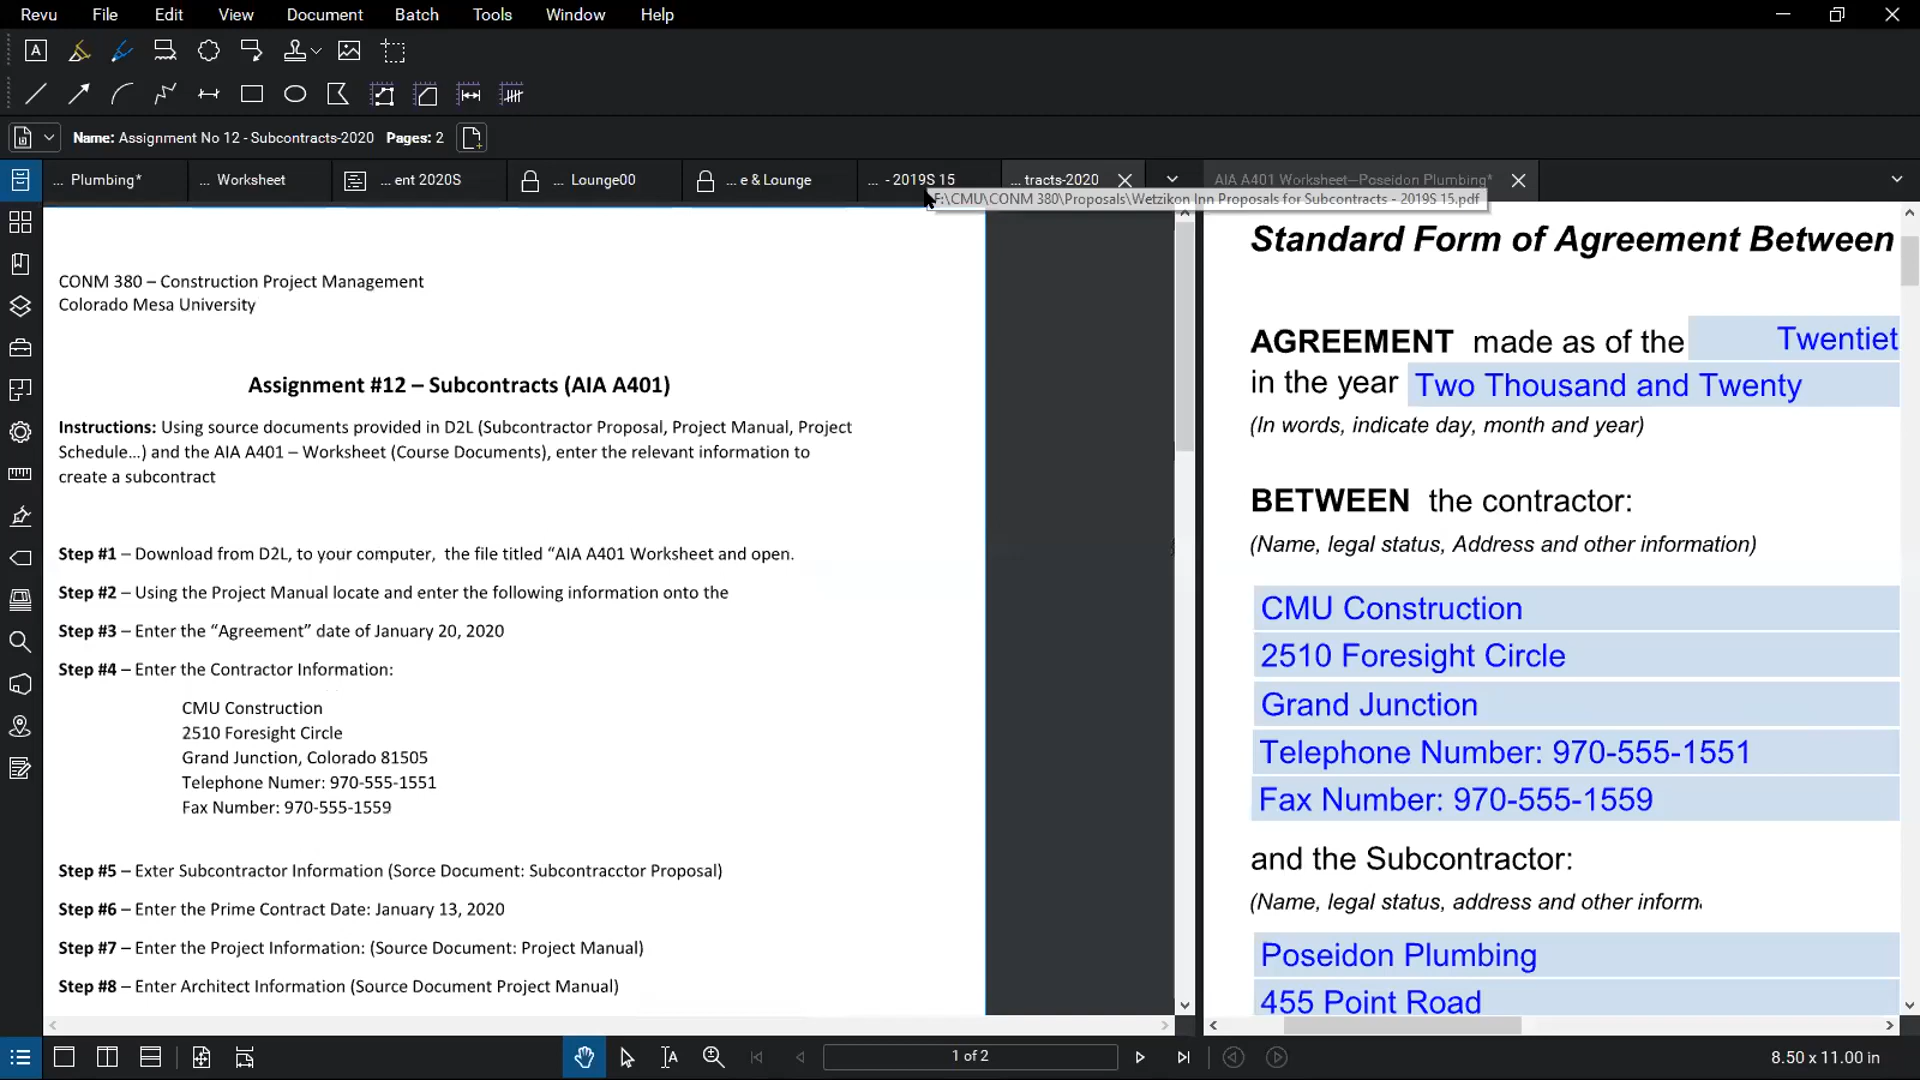 Revu File Edit View Document Batch Tools Window Help
Name: Assignment No 12 - Subcontracts-2020 Pages: 2
... Plumbing* ... Worksheet ... ent 2020S ... Lounge00 ... e & Lounge ... - 2019S 15 ... tracts-2020 AIA A401 Worksheet—Poseidon Plumbing*
F:\CMU\CONM 380\Proposals\Wetzikon Inn Proposals for Subcontracts - 2019S 15.pdf
CONM 380 – Construction Project Management
Colorado Mesa University
Assignment #12 – Subcontracts (AIA A401)
Instructions: Using source documents provided in D2L (Subcontractor Proposal, Project Manual, Project
Schedule...) and the AIA A401 – Worksheet (Course Documents), enter the relevant information to
create a subcontract
Step #1 – Download from D2L, to your computer, the file titled “AIA A401 Worksheet and open.
Step #2 – Using the Project Manual locate and enter the following information onto the
Step #3 – Enter the “Agreement” date of January 20, 2020
Step #4 – Enter the Contractor Information:
CMU Construction
2510 Foresight Circle
Grand Junction, Colorado 81505
Telephone Numer: 970-555-1551
Fax Number: 970-555-1559
Step #5 – Exter Subcontractor Information (Sorce Document: Subcontracctor Proposal)
Step #6 – Enter the Prime Contract Date: January 13, 2020
Step #7 – Enter the Project Information: (Source Document: Project Manual)
Step #8 – Enter Architect Information (Source Document Project Manual)
Standard Form of Agreement Between
AGREEMENT made as of the Twentiet
in the year Two Thousand and Twenty
(In words, indicate day, month and year)
BETWEEN the contractor:
(Name, legal status, Address and other information)
CMU Construction
2510 Foresight Circle
Grand Junction
Telephone Number: 970-555-1551
Fax Number: 970-555-1559
and the Subcontractor:
(Name, legal status, address and other inform
Poseidon Plumbing
455 Point Road
1 of 2
8.50 x 11.00 in